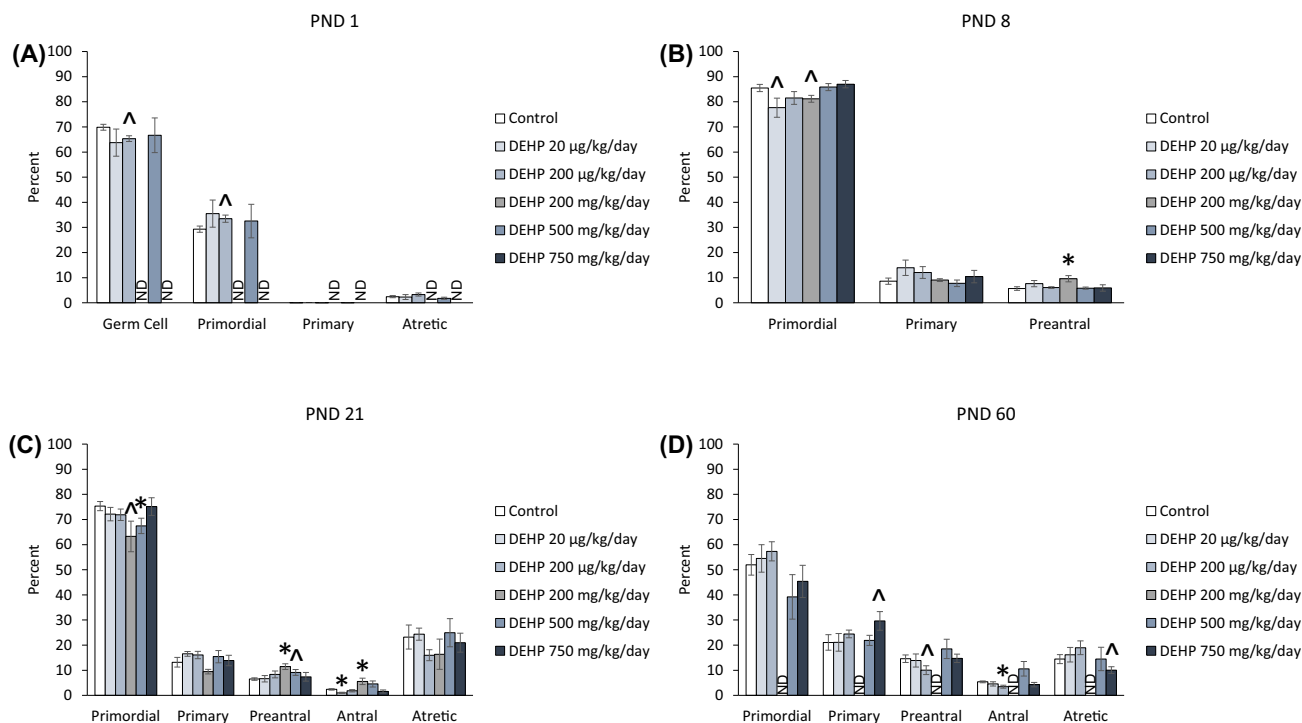 PND 1
(A)
100
90
80
70
60
50
40
30
20
10
0
Percent
^
^
ND
ND
ND
ND
ND
ND
ND
ND
Germ Cell Primordial Primary Atretic
Control
DEHP 20 µg/kg/day
DEHP 200 µg/kg/day
DEHP 200 mg/kg/day
DEHP 500 mg/kg/day
DEHP 750 mg/kg/day
PND 8
(B)
100
90
80
70
60
50
40
30
20
10
0
Percent
^ ^
*
Primordial Primary Preantral
Control
DEHP 20 µg/kg/day
DEHP 200 µg/kg/day
DEHP 200 mg/kg/day
DEHP 500 mg/kg/day
DEHP 750 mg/kg/day
PND 21
(C)
100
90
80
70
60
50
40
30
20
10
0
Percent
^ *
* ^
* *
Primordial Primary Preantral Antral Atretic
Control
DEHP 20 µg/kg/day
DEHP 200 µg/kg/day
DEHP 200 mg/kg/day
DEHP 500 mg/kg/day
DEHP 750 mg/kg/day
PND 60
(D)
100
90
80
70
60
50
40
30
20
10
0
Percent
^
^
*
^
ND
ND
ND
ND
ND
Primordial Primary Preantral Antral Atretic
Control
DEHP 20 µg/kg/day
DEHP 200 µg/kg/day
DEHP 200 mg/kg/day
DEHP 500 mg/kg/day
DEHP 750 mg/kg/day